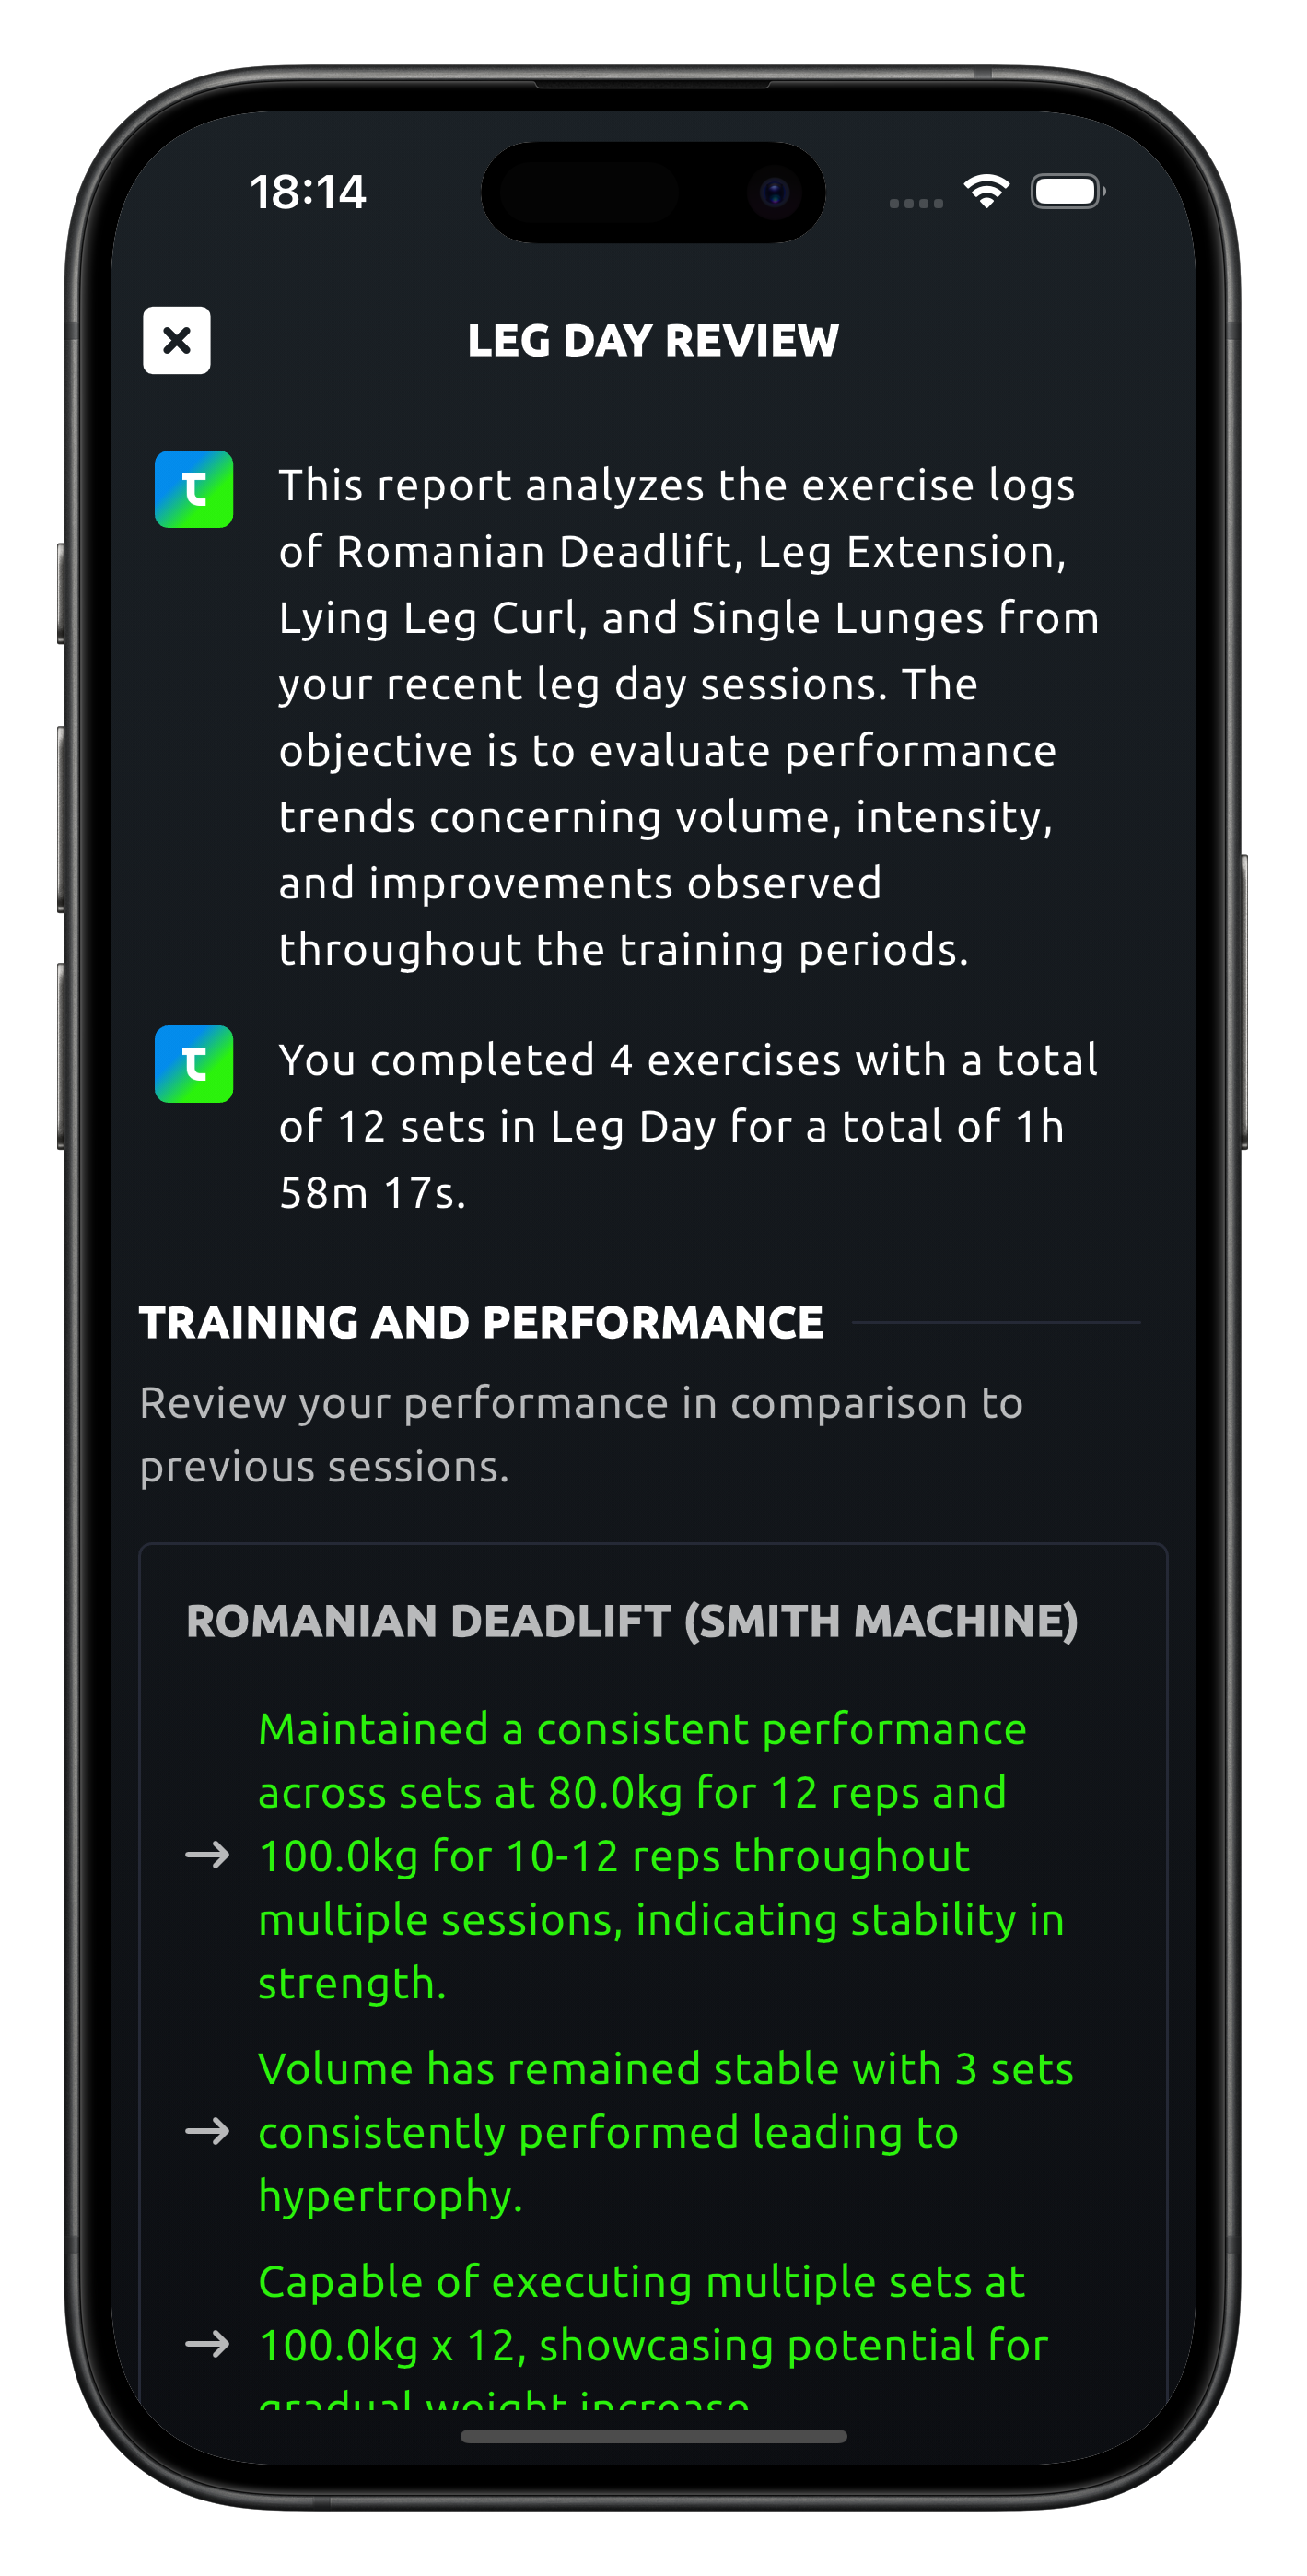 18:14
LEG DAY REVIEW
This report analyzes the exercise logs
of Romanian Deadlift, Leg Extension,
Lying Leg Curl, and Single Lunges from
your recent leg day sessions. The
objective is to evaluate performance
trends concerning volume, intensity,
and improvements observed
throughout the training periods.
You completed 4 exercises with a total
of 12 sets in Leg Day for a total of 1h
58m 17s.
TRAINING AND PERFORMANCE
Review your performance in comparison to
previous sessions.
ROMANIAN DEADLIFT (SMITH MACHINE)
Maintained a consistent performance
across sets at 80.0kg for 12 reps and
→ 100.0kg for 10-12 reps throughout
multiple sessions, indicating stability in
strength.
Volume has remained stable with 3 sets
→ consistently performed leading to
hypertrophy.
Capable of executing multiple sets at
→ 100.0kg x 12, showcasing potential for
gradual weight increase